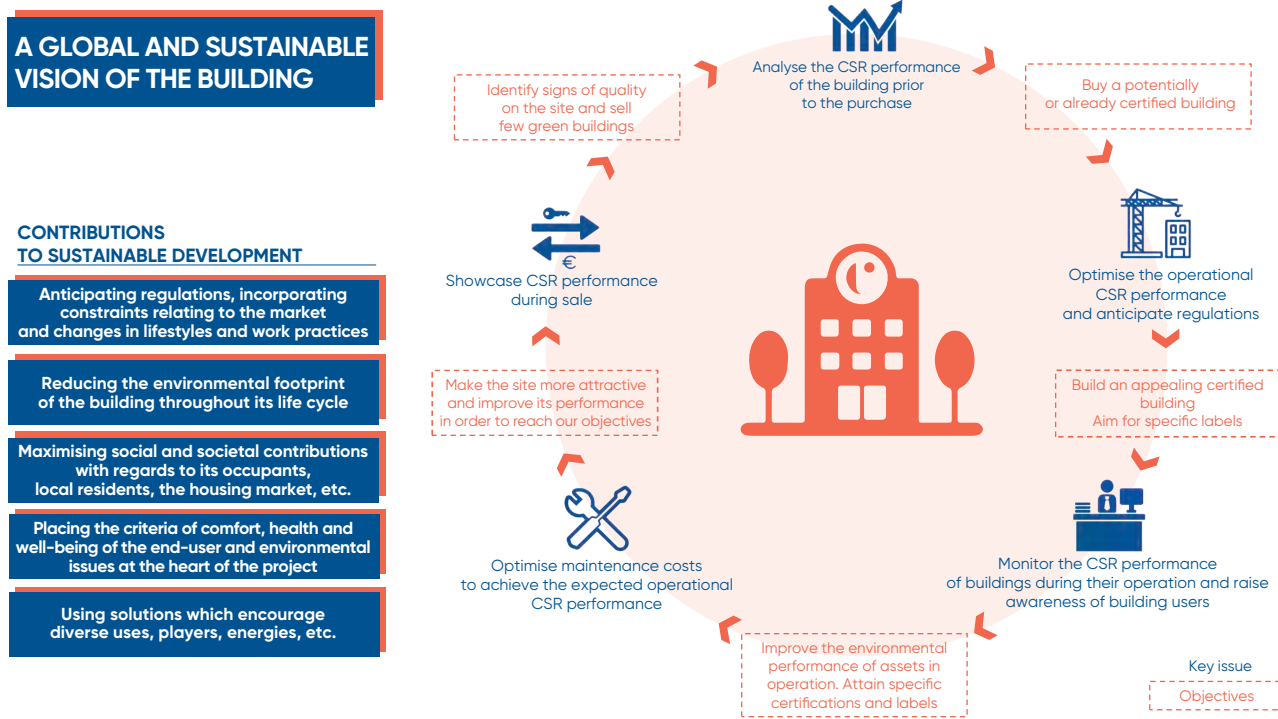 A GLOBAL AND SUSTAINABLE
VISION OF THE BUILDING
CONTRIBUTIONS
TO SUSTAINABLE DEVELOPMENT
Anticipating regulations, incorporating
constraints relating to the market
and changes in lifestyles and work practices
Reducing the environmental footprint
of the building throughout its life cycle
Maximising social and societal contributions
with regards to its occupants,
local residents, the housing market, etc.
Placing the criteria of comfort, health and
well-being of the end-user and environmental
issues at the heart of the project
Using solutions which encourage
diverse uses, players, energies, etc.
Analyse the CSR performance
of the building prior
to the purchase
Buy a potentially
or already certified building
Optimise the operational
CSR performance
and anticipate regulations
Build an appealing certified
building
Aim for specific labels
Monitor the CSR performance
of buildings during their operation and raise
awareness of building users
Improve the environmental
performance of assets in
operation. Attain specific
certifications and labels
Optimise maintenance costs
to achieve the expected operational
CSR performance
Make the site more attractive
and improve its performance
in order to reach our objectives
€
Showcase CSR performance
during sale
Identify signs of quality
on the site and sell
few green buildings
Key issue
Objectives